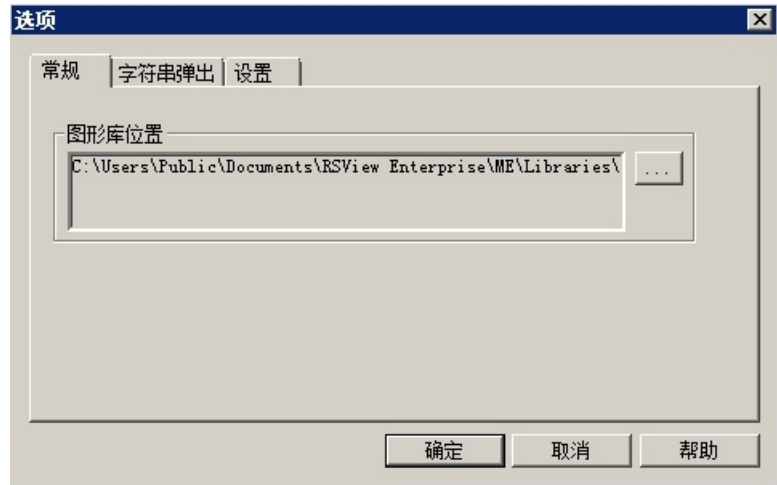 选项
常规 字符串弹出 设置
图形库位置
C:\Users\Public\Documents\RSView Enterprise\ME\Libraries\
...
确定 取消 帮助